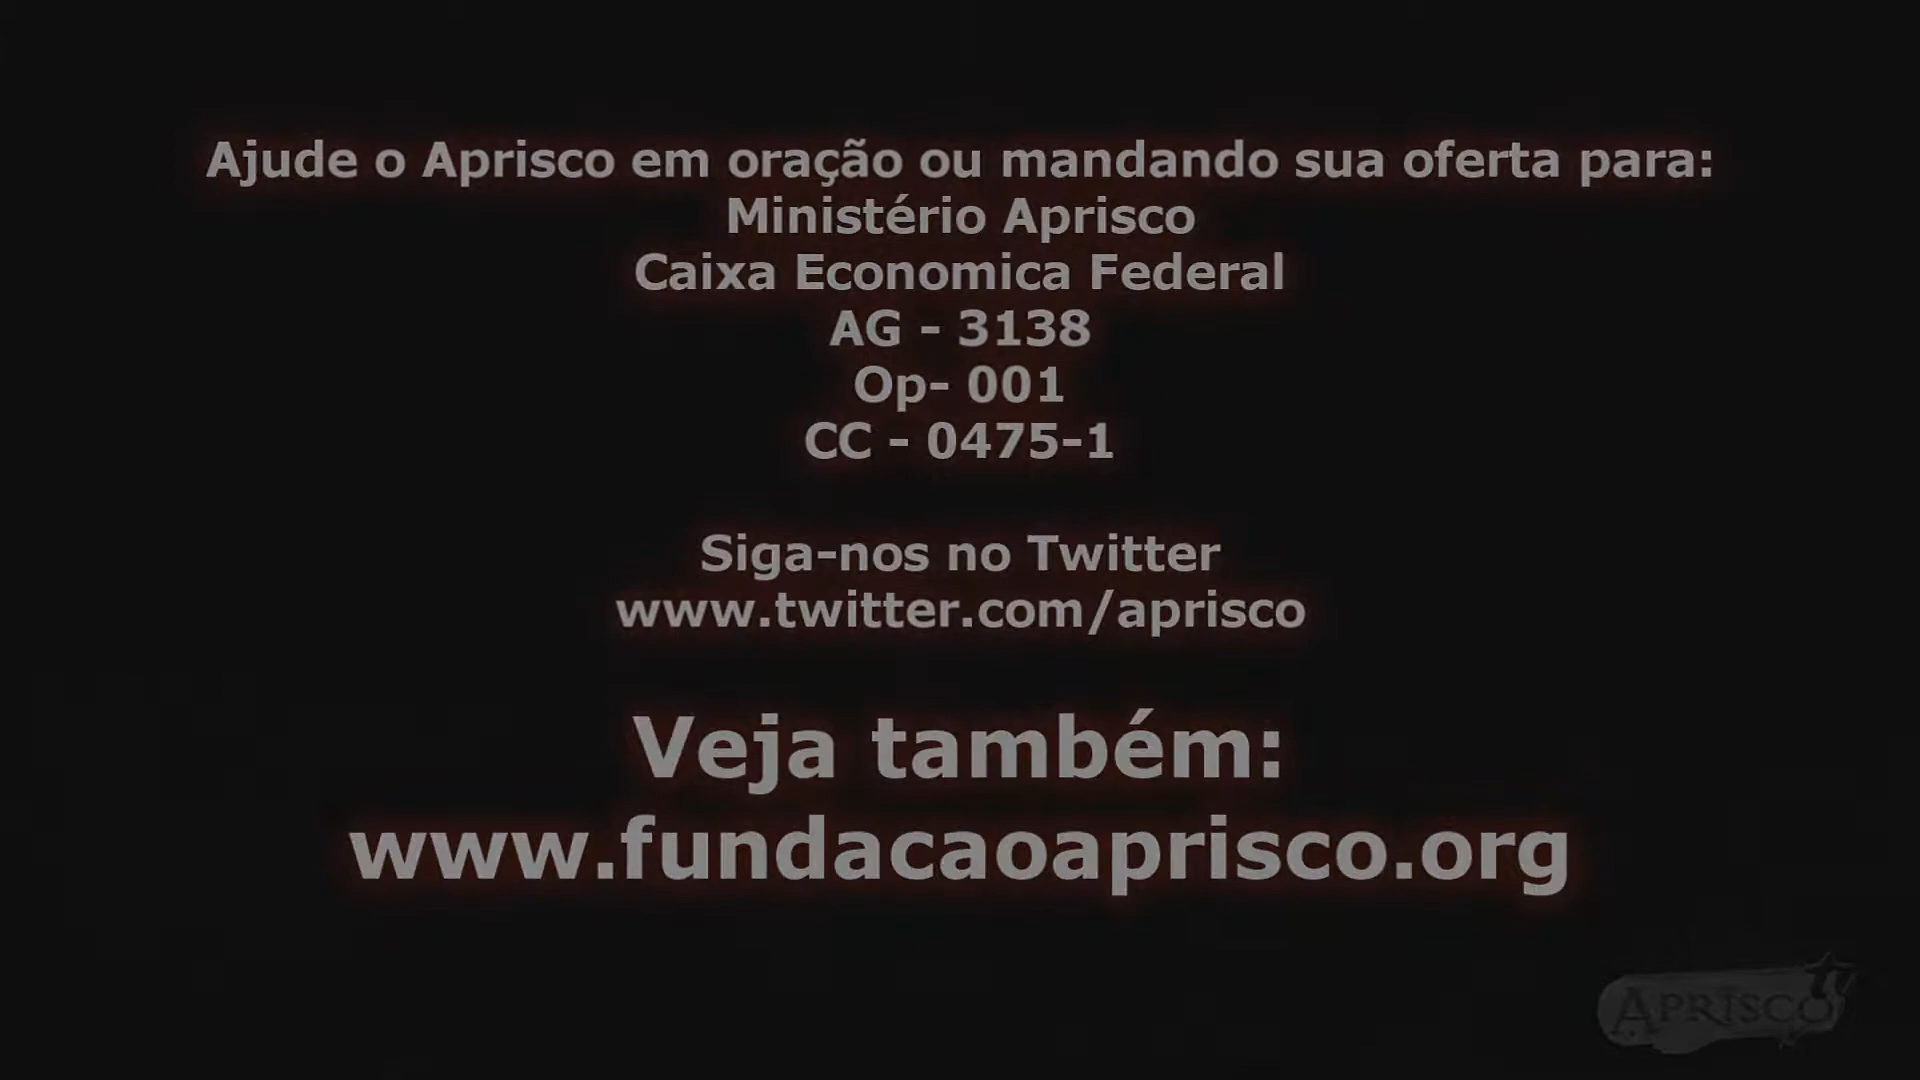 Ajude o Aprisco em oração ou mandando sua oferta para:
Ministério Aprisco
Caixa Economica Federal
AG - 3138
Op- 001
CC - 0475-1
Siga-nos no Twitter
www.twitter.com/aprisco
Veja também:
www.fundacaoaprisco.org
APRISCO